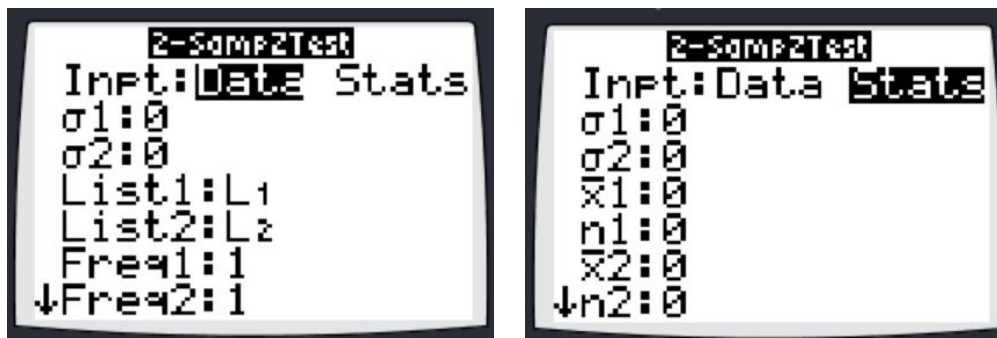 2-SampZTest
Inpt:Data Stats
σ1:0
σ2:0
List1:L1
List2:L2
Freq1:1
↓Freq2:1
2-SampZTest
Inpt:Data Stats
σ1:0
σ2:0
x̄1:0
n1:0
x̄2:0
↓n2:0